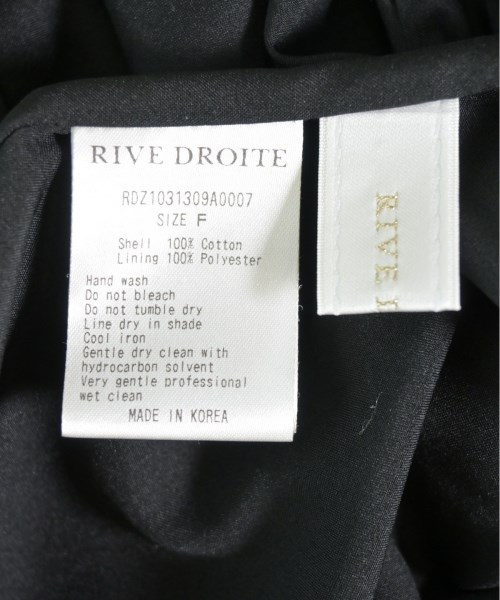 RIVE DROITE
RDZ1031309A0007
SIZE F
Shell 100% Cotton
Lining 100% Polyester
Hand wash
Do not bleach
Do not tumble dry
Line dry in shade
Cool iron
Gentle dry clean with
hydrocarbon solvent
Very gentle professional
wet clean
MADE IN KOREA
RIVE